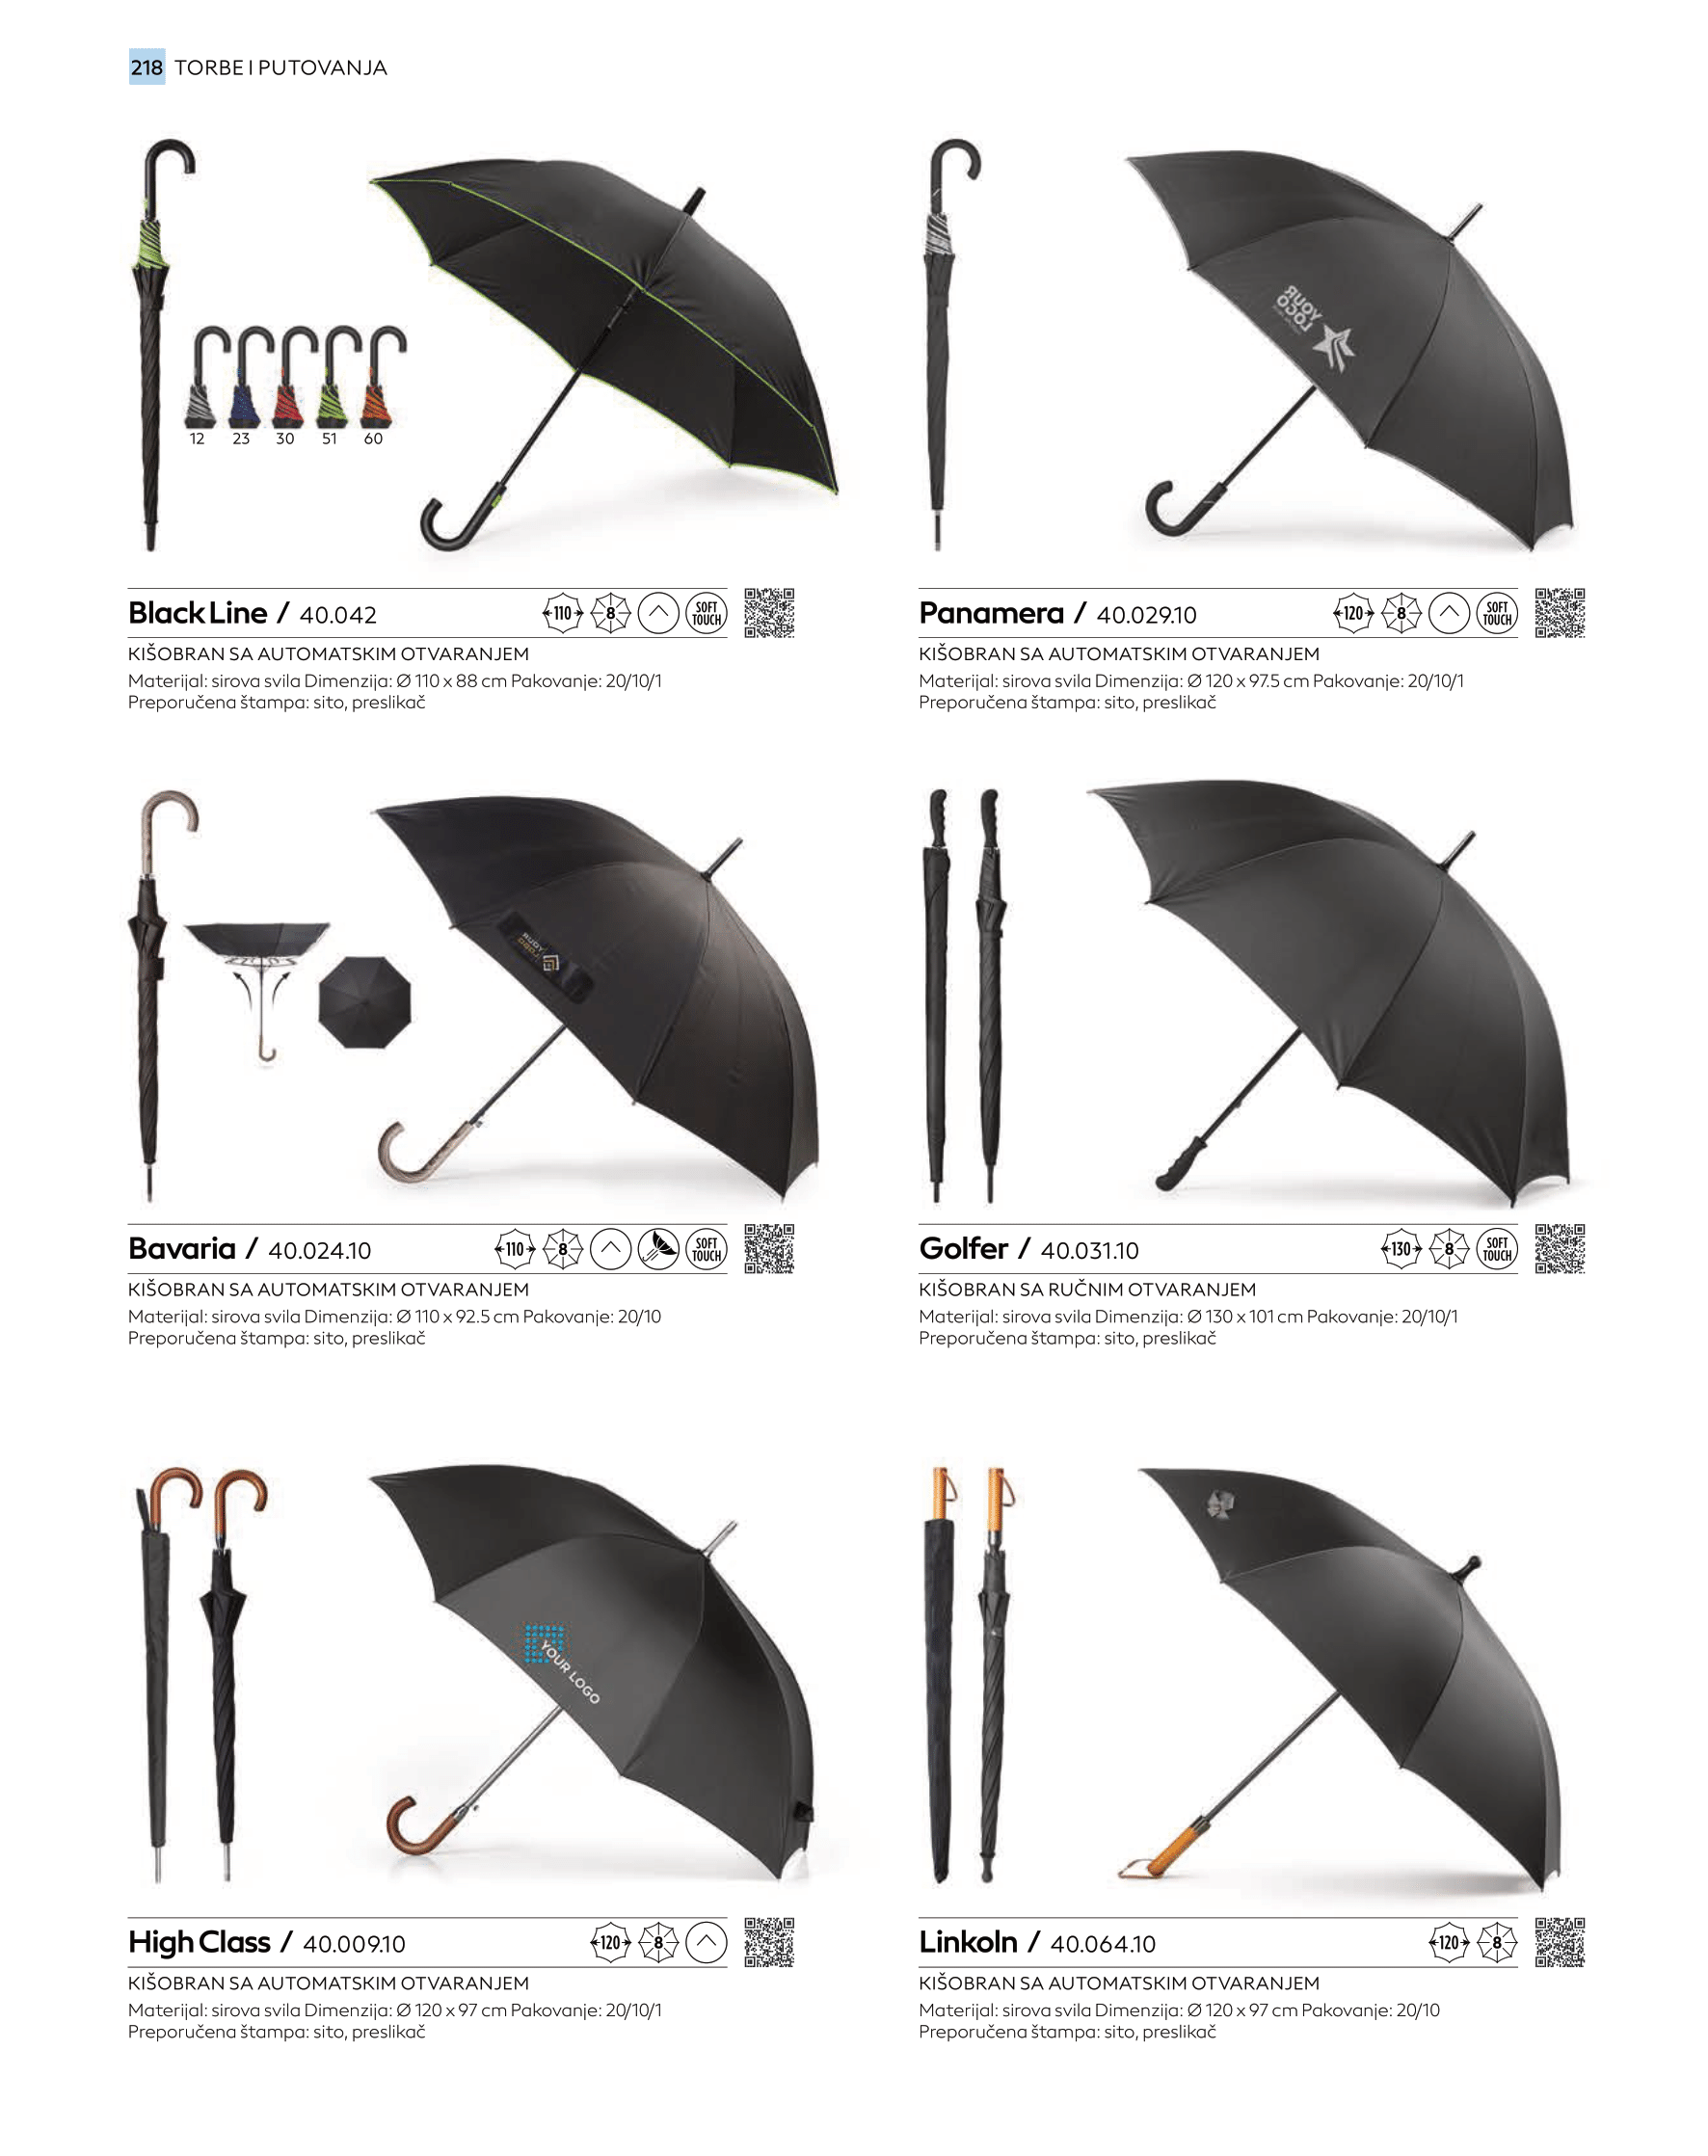 218 TORBE I PUTOVANJA
12 23 30 51 60
YOUR
LOGO
Black Line / 40.042 110 8 SOFT TOUCH
KIŠOBRAN SA AUTOMATSKIM OTVARANJEM
Materijal: sirova svila Dimenzija: Ø 110 x 88 cm Pakovanje: 20/10/1
Preporučena štampa: sito, preslikač
Panamera / 40.029.10 120 8 SOFT TOUCH
KIŠOBRAN SA AUTOMATSKIM OTVARANJEM
Materijal: sirova svila Dimenzija: Ø 120 x 97.5 cm Pakovanje: 20/10/1
Preporučena štampa: sito, preslikač
YOUR
LOGO
Bavaria / 40.024.10 110 8 SOFT TOUCH
KIŠOBRAN SA AUTOMATSKIM OTVARANJEM
Materijal: sirova svila Dimenzija: Ø 110 x 92.5 cm Pakovanje: 20/10
Preporučena štampa: sito, preslikač
Golfer / 40.031.10 130 8 SOFT TOUCH
KIŠOBRAN SA RUČNIM OTVARANJEM
Materijal: sirova svila Dimenzija: Ø 130 x 101 cm Pakovanje: 20/10/1
Preporučena štampa: sito, preslikač
YOUR LOGO
High Class / 40.009.10 120 8
KIŠOBRAN SA AUTOMATSKIM OTVARANJEM
Materijal: sirova svila Dimenzija: Ø 120 x 97 cm Pakovanje: 20/10/1
Preporučena štampa: sito, preslikač
Linkoln / 40.064.10 120 8
KIŠOBRAN SA AUTOMATSKIM OTVARANJEM
Materijal: sirova svila Dimenzija: Ø 120 x 97 cm Pakovanje: 20/10
Preporučena štampa: sito, preslikač